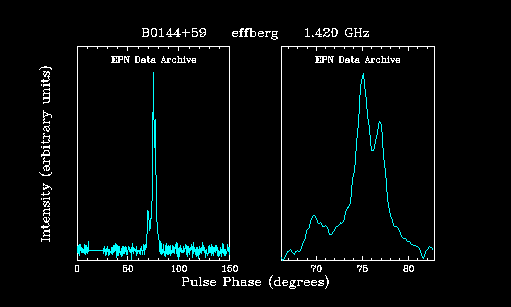 B0144+59 effberg 1.420 GHz
EPN Data Archive
EPN Data Archive
Intensity (arbitrary units)
0 50 100 150
70 75 80
Pulse Phase (degrees)